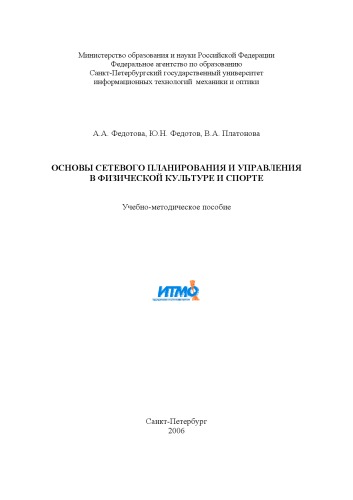 Министерство образования и науки Российской Федерации
Федеральное агентство по образованию
Санкт-Петербургский государственный университет
информационных технологий механики и оптики
А.А. Федотова, Ю.Н. Федотов, В.А. Платонова
ОСНОВЫ СЕТЕВОГО ПЛАНИРОВАНИЯ И УПРАВЛЕНИЯ
В ФИЗИЧЕСКОЙ КУЛЬТУРЕ И СПОРТЕ
Учебно-методическое пособие
ИТМО
Санкт-Петербург
2006